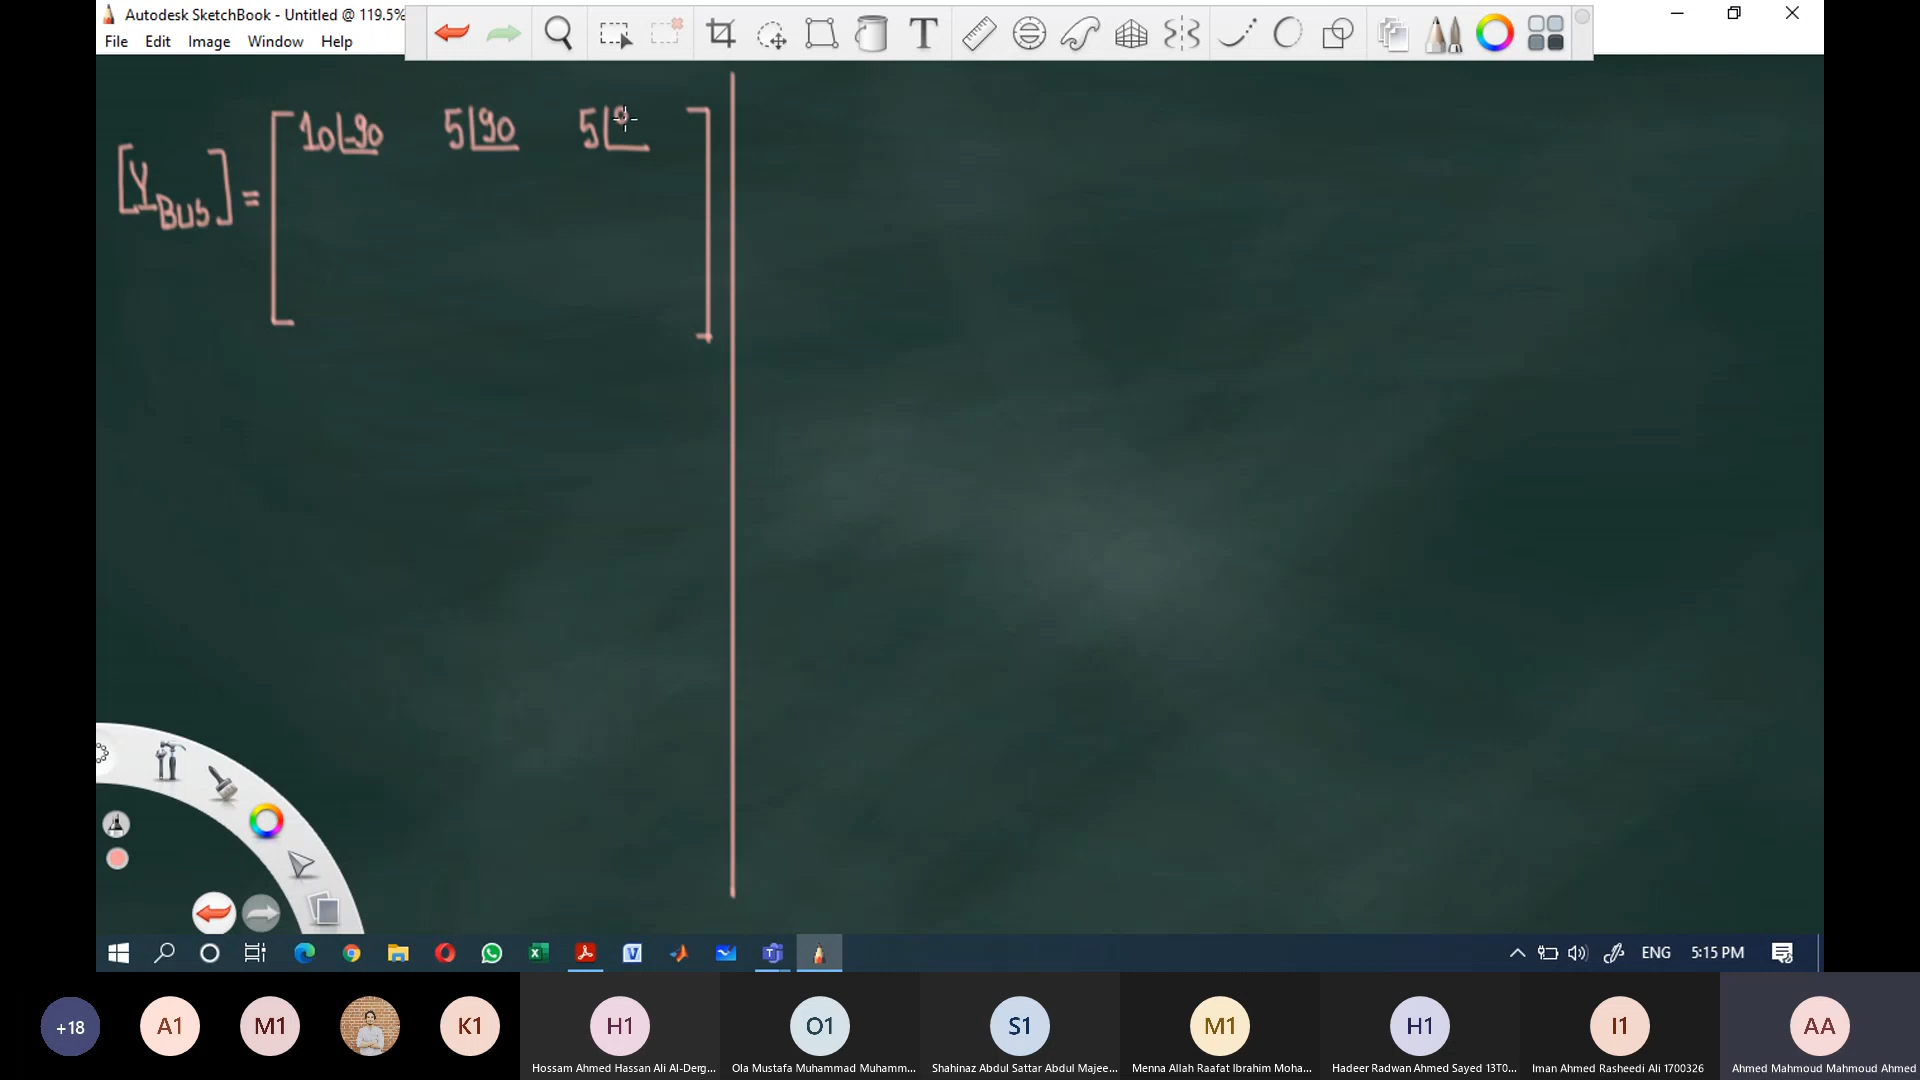 Autodesk SketchBook - Untitled @ 119.5%
File Edit Image Window Help
[Y_Bus] = [ 10∠-90 5∠90 5∠9 ]
ENG 5:15 PM
+18 A1 M1 K1 H1 O1 S1 M1 H1 I1 AA
Hossam Ahmed Hassan Ali Al-Derg... Ola Mustafa Muhammad Muhamm... Shahinaz Abdul Sattar Abdul Majee... Menna Allah Raafat Ibrahim Moha... Hadeer Radwan Ahmed Sayed 13T0... Iman Ahmed Rasheedi Ali 1700326 Ahmed Mahmoud Mahmoud Ahmed